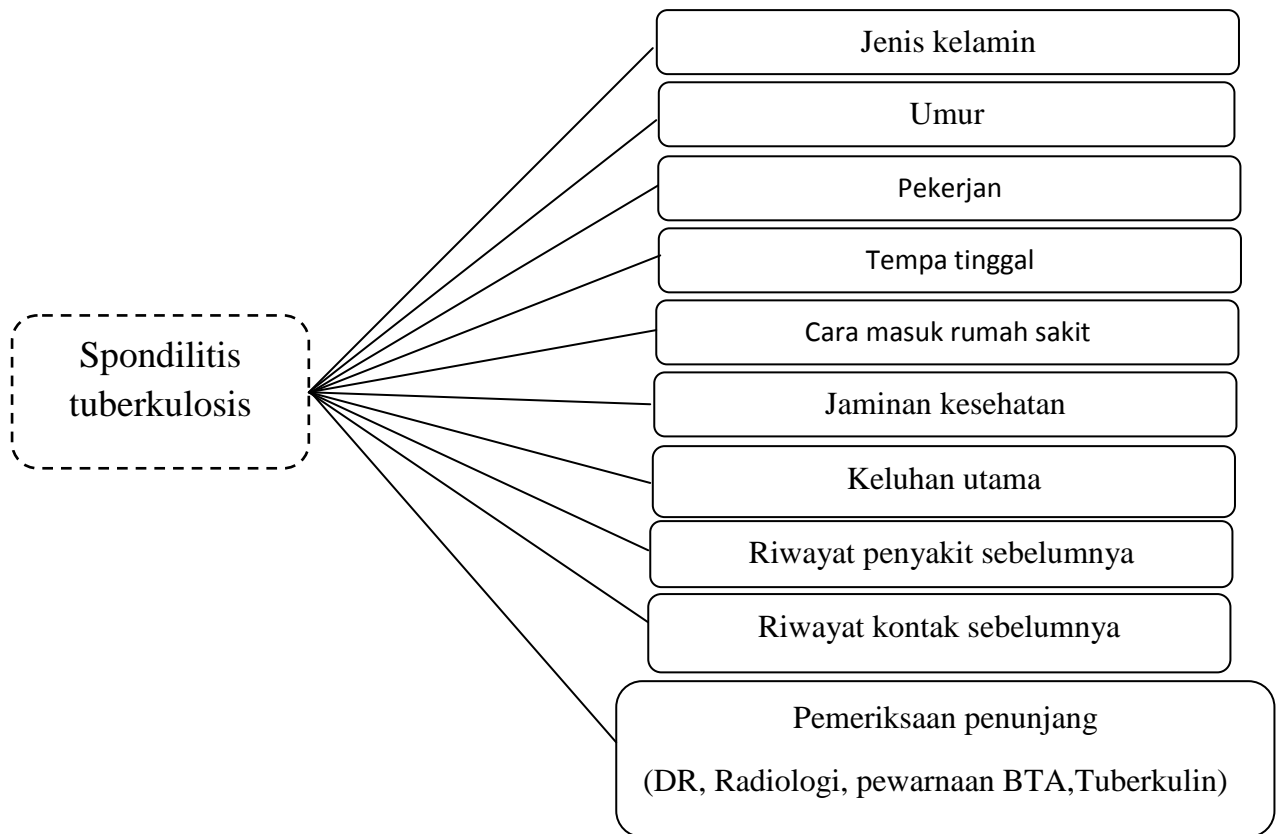 Spondilitis
tuberkulosis
Jenis kelamin
Umur
Pekerjan
Tempa tinggal
Cara masuk rumah sakit
Jaminan kesehatan
Keluhan utama
Riwayat penyakit sebelumnya
Riwayat kontak sebelumnya
Pemeriksaan penunjang
(DR, Radiologi, pewarnaan BTA,Tuberkulin)